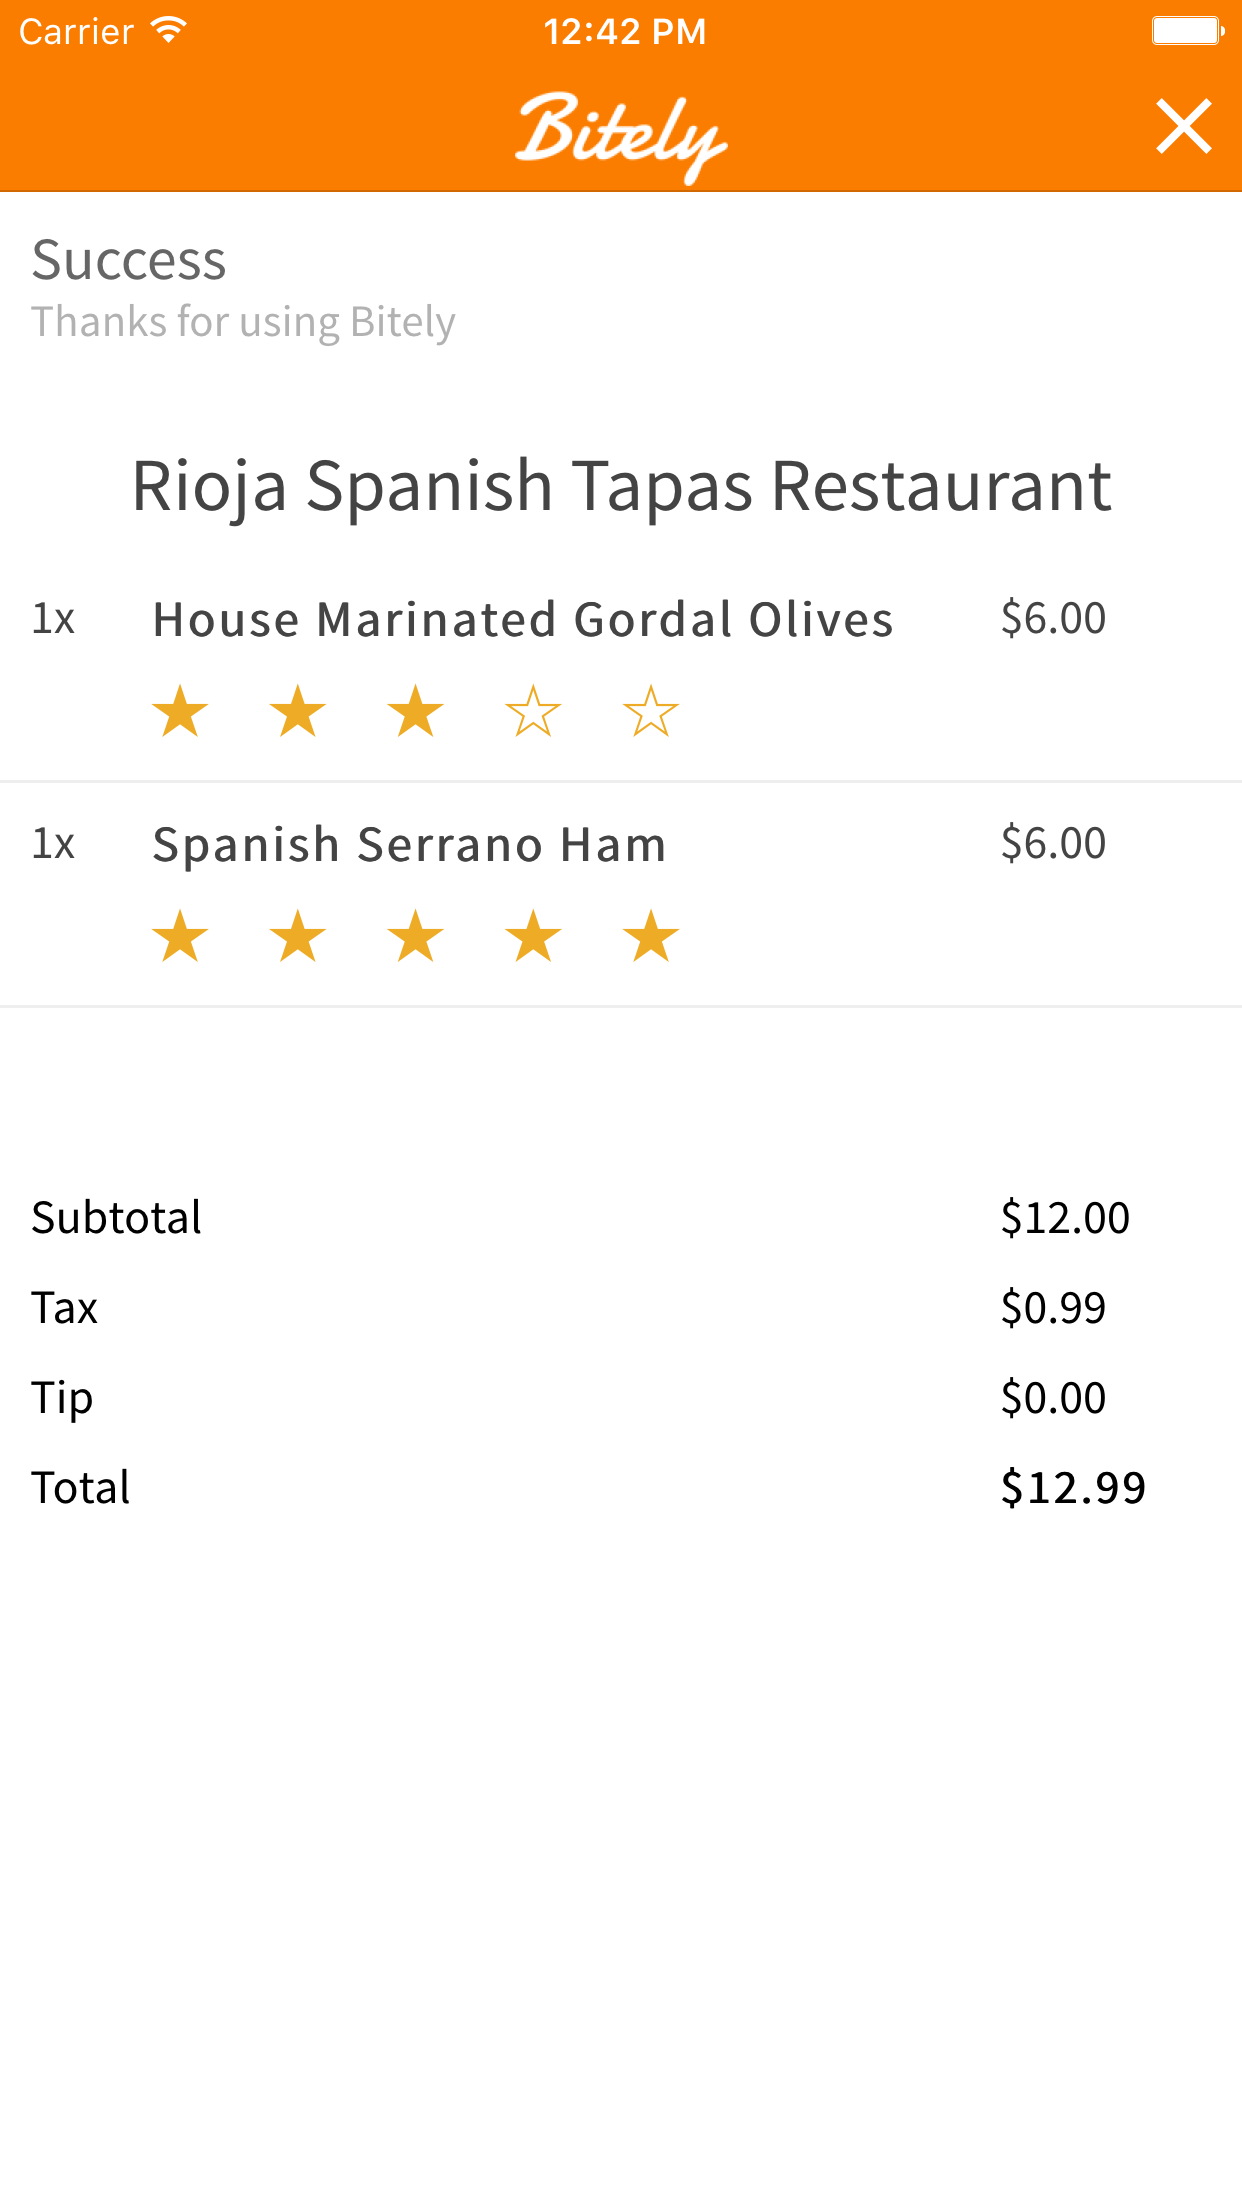 Carrier 12:42 PM
Bitely
Success
Thanks for using Bitely
Rioja Spanish Tapas Restaurant
1x House Marinated Gordal Olives $6.00
1x Spanish Serrano Ham $6.00
Subtotal $12.00
Tax $0.99
Tip $0.00
Total $12.99